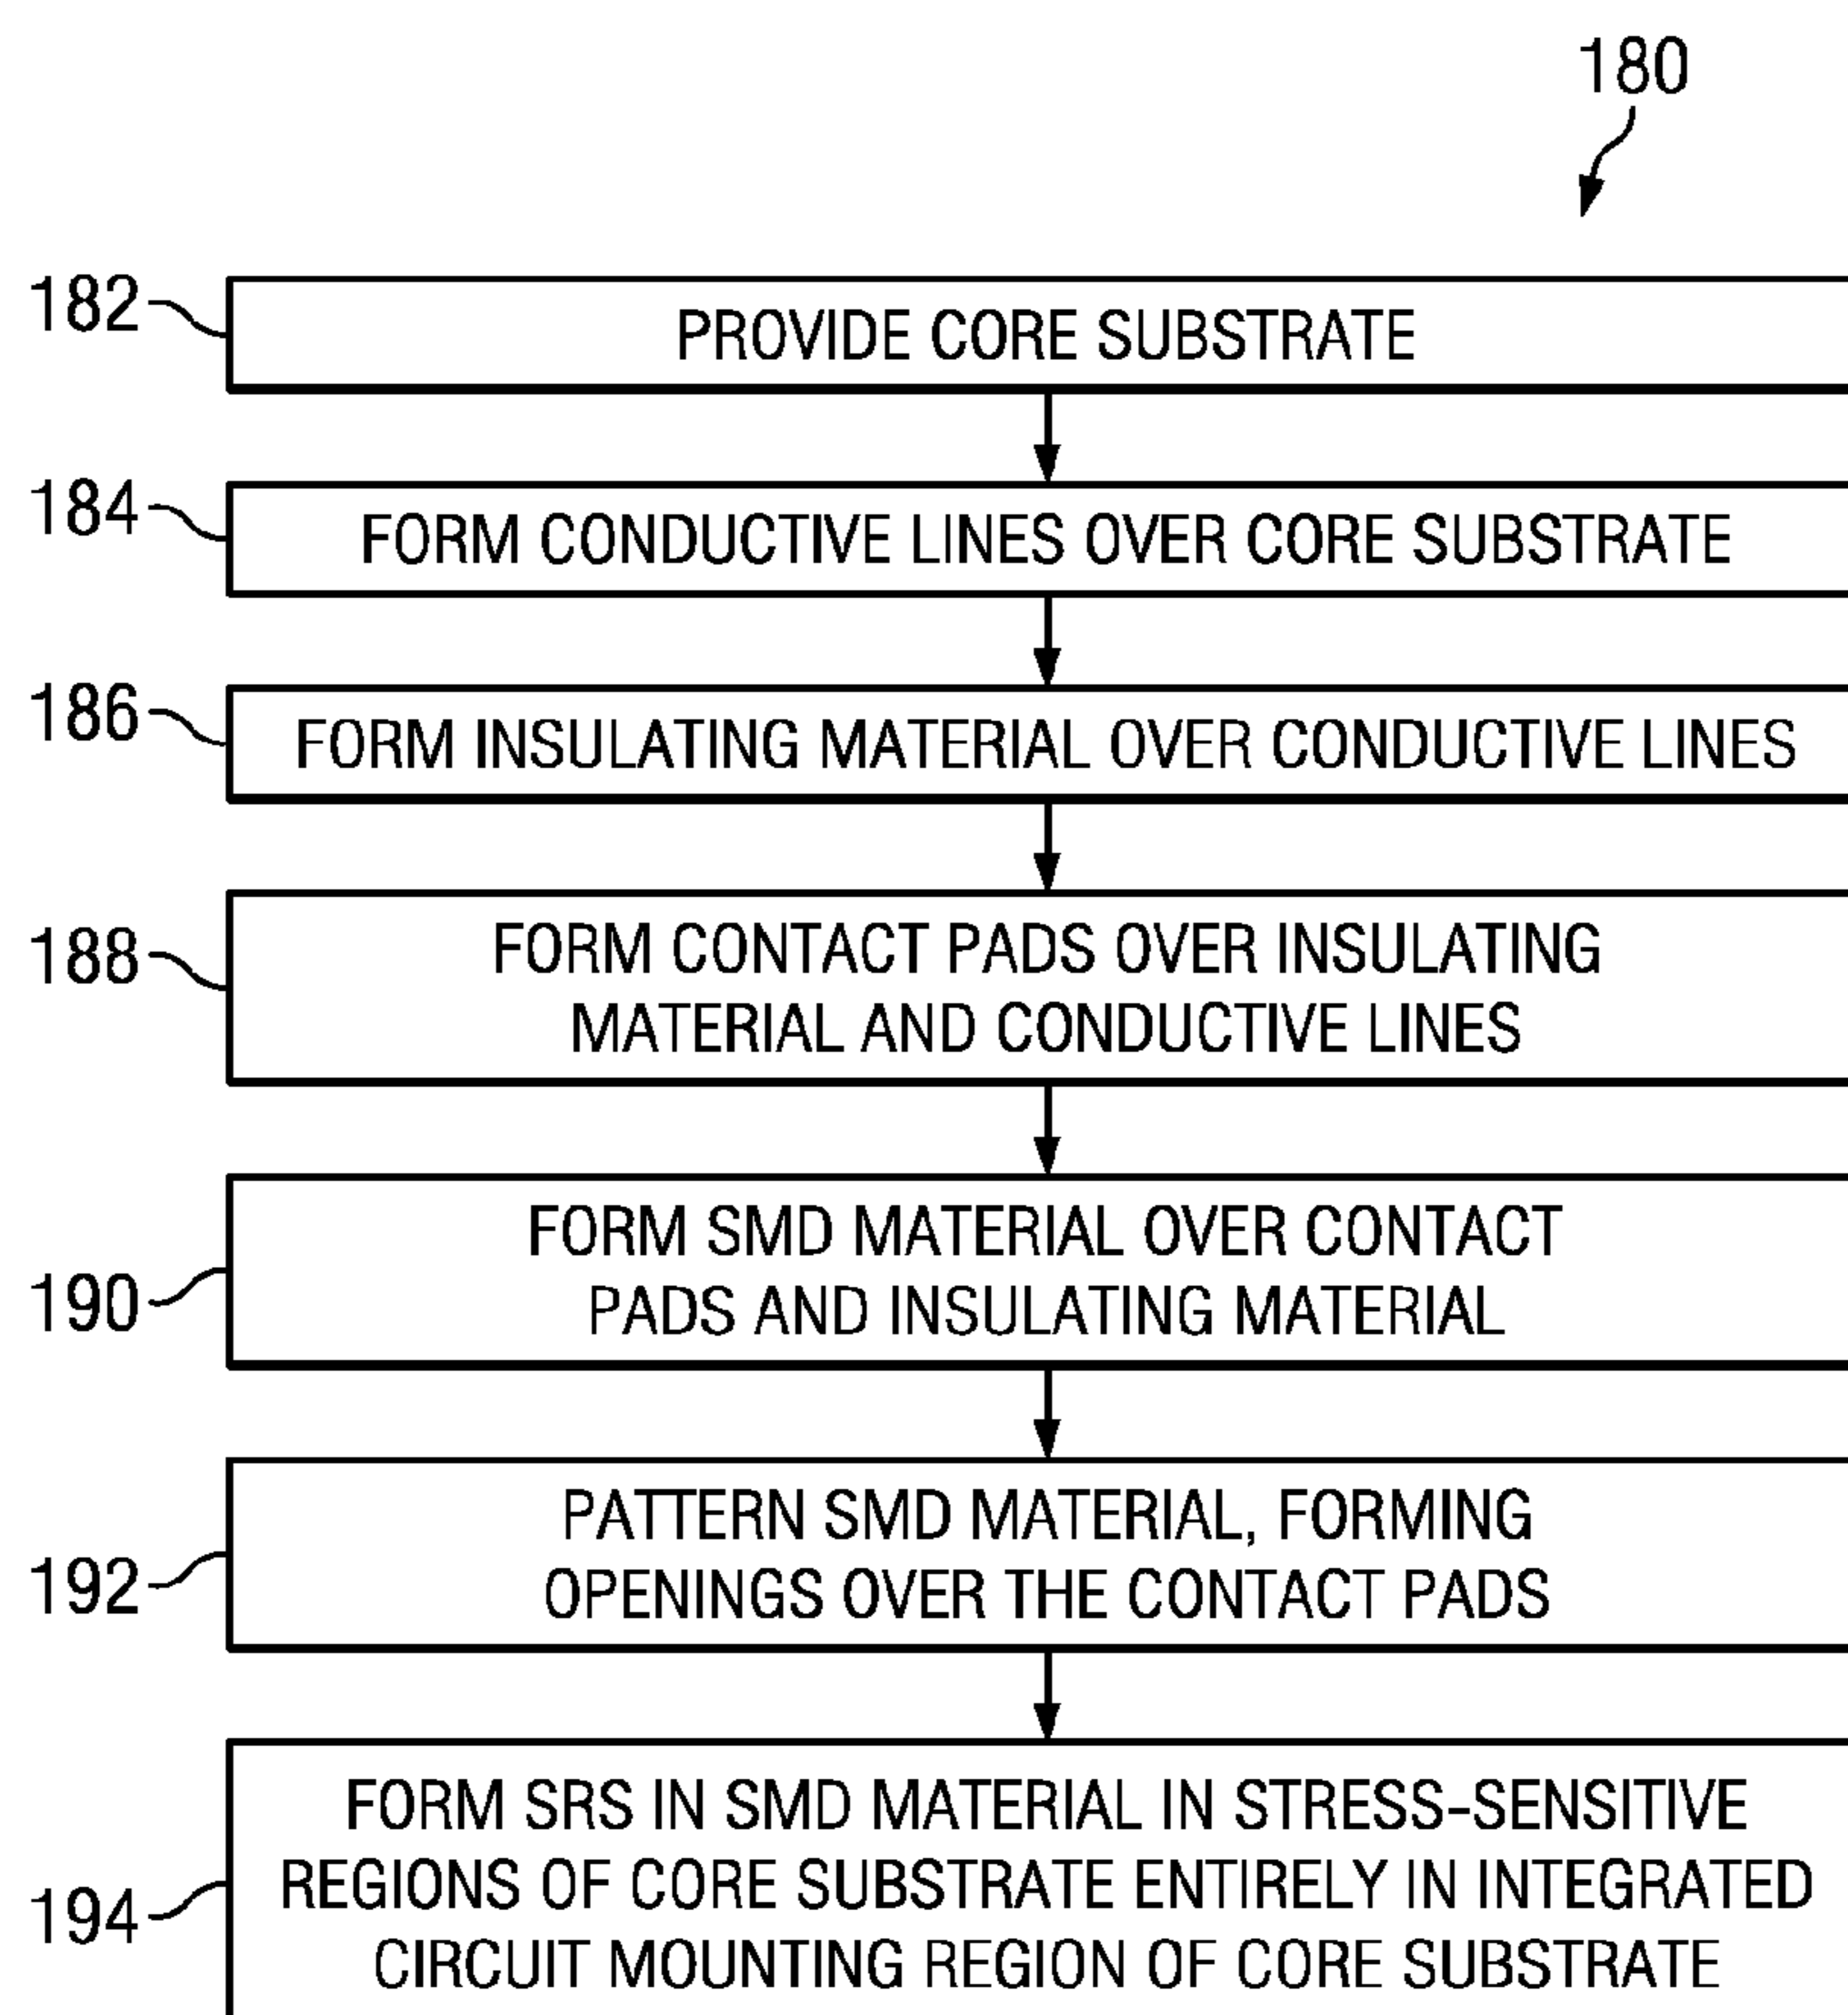 180
182
PROVIDE CORE SUBSTRATE
184
FORM CONDUCTIVE LINES OVER CORE SUBSTRATE
186
FORM INSULATING MATERIAL OVER CONDUCTIVE LINES
188
FORM CONTACT PADS OVER INSULATING
MATERIAL AND CONDUCTIVE LINES
190
FORM SMD MATERIAL OVER CONTACT
PADS AND INSULATING MATERIAL
192
PATTERN SMD MATERIAL, FORMING
OPENINGS OVER THE CONTACT PADS
194
FORM SRS IN SMD MATERIAL IN STRESS-SENSITIVE
REGIONS OF CORE SUBSTRATE ENTIRELY IN INTEGRATED
CIRCUIT MOUNTING REGION OF CORE SUBSTRATE